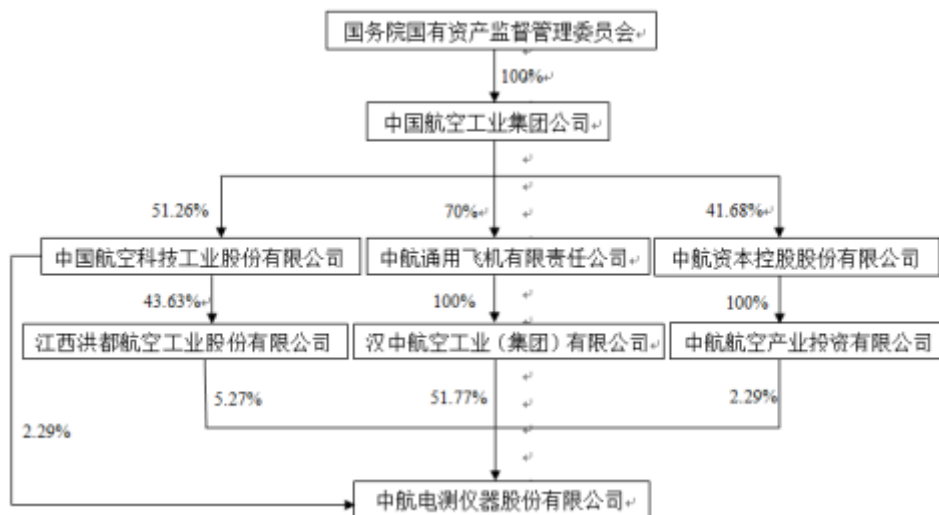 国务院国有资产监督管理委员会
100%
中国航空工业集团公司
51.26%
70%
41.68%
中国航空科技工业股份有限公司
中航通用飞机有限责任公司
中航资本控股股份有限公司
43.63%
100%
100%
江西洪都航空工业股份有限公司
汉中航空工业（集团）有限公司
中航航空产业投资有限公司
5.27%
51.77%
2.29%
2.29%
中航电测仪器股份有限公司